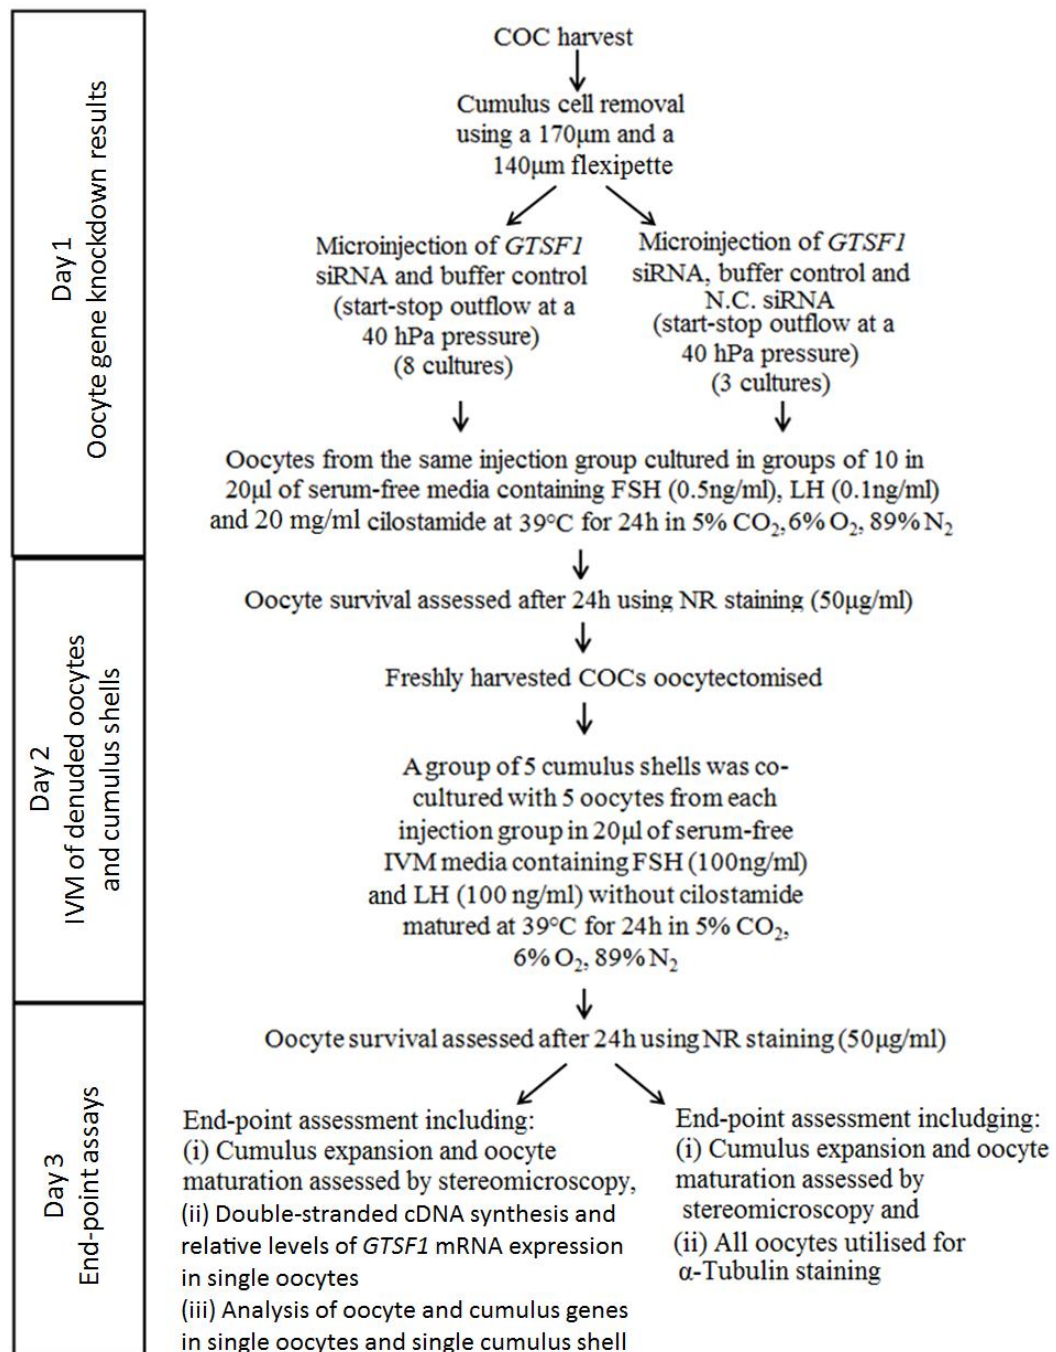 Day 1
Oocyte gene knockdown results
COC harvest
Cumulus cell removal
using a 170µm and a
140µm flexipette
Microinjection of GTSF1
siRNA and buffer control
(start-stop outflow at a
40 hPa pressure)
(8 cultures)
Microinjection of GTSF1
siRNA, buffer control and
N.C. siRNA
(start-stop outflow at a
40 hPa pressure)
(3 cultures)
Oocytes from the same injection group cultured in groups of 10 in
20µl of serum-free media containing FSH (0.5ng/ml), LH (0.1ng/ml)
and 20 mg/ml cilostamide at 39°C for 24h in 5% CO₂,6% O₂, 89% N₂
Day 2
IVM of denuded oocytes
and cumulus shells
Oocyte survival assessed after 24h using NR staining (50µg/ml)
Freshly harvested COCs oocytectomised
A group of 5 cumulus shells was co-
cultured with 5 oocytes from each
injection group in 20µl of serum-free
IVM media containing FSH (100ng/ml)
and LH (100 ng/ml) without cilostamide
matured at 39°C for 24h in 5% CO₂,
6% O₂, 89% N₂
Day 3
End-point assays
Oocyte survival assessed after 24h using NR staining (50µg/ml)
End-point assessment including:
(i) Cumulus expansion and oocyte
maturation assessed by stereomicroscopy,
(ii) Double-stranded cDNA synthesis and
relative levels of GTSF1 mRNA expression
in single oocytes
(iii) Analysis of oocyte and cumulus genes
in single oocytes and single cumulus shell
End-point assessment includging:
(i) Cumulus expansion and oocyte
maturation assessed by
stereomicroscopy and
(ii) All oocytes utilised for
α-Tubulin staining